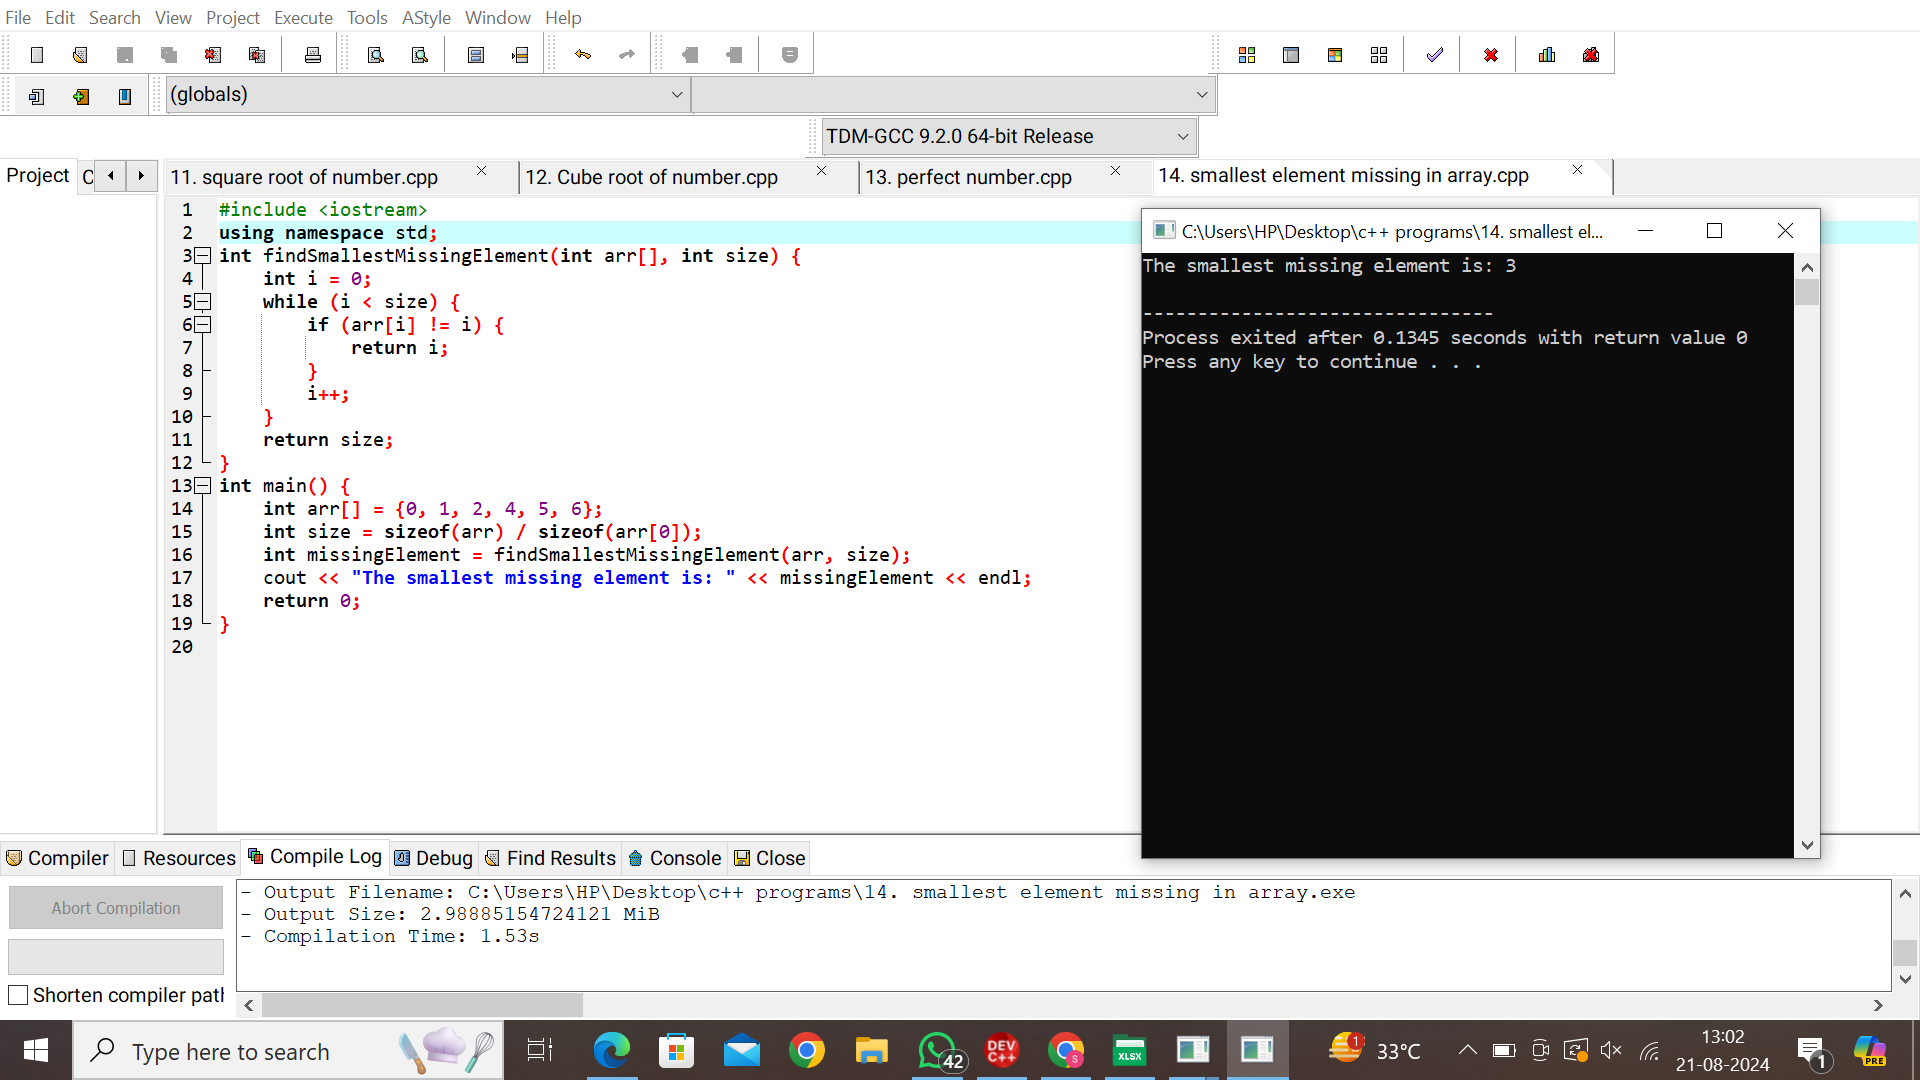 File Edit Search View Project Execute Tools AStyle Window Help
(globals)
TDM-GCC 9.2.0 64-bit Release
Project C
11. square root of number.cpp 12. Cube root of number.cpp 13. perfect number.cpp 14. smallest element missing in array.cpp
1 #include <iostream>
2 using namespace std;
3 int findSmallestMissingElement(int arr[], int size) {
4 int i = 0;
5 while (i < size) {
6 if (arr[i] != i) {
7 return i;
8 }
9 i++;
10 }
11 return size;
12 }
13 int main() {
14 int arr[] = {0, 1, 2, 4, 5, 6};
15 int size = sizeof(arr) / sizeof(arr[0]);
16 int missingElement = findSmallestMissingElement(arr, size);
17 cout << "The smallest missing element is: " << missingElement << endl;
18 return 0;
19 }
20
C:\Users\HP\Desktop\c++ programs\14. smallest el...
The smallest missing element is: 3
--------------------------------
Process exited after 0.1345 seconds with return value 0
Press any key to continue . . .
Compiler Resources Compile Log Debug Find Results Console Close
Abort Compilation
Shorten compiler path
- Output Filename: C:\Users\HP\Desktop\c++ programs\14. smallest element missing in array.exe
- Output Size: 2.98885154724121 MiB
- Compilation Time: 1.53s
Type here to search
42
DEV C++
S
XLSX
1
33°C
13:02
21-08-2024
1
PRE